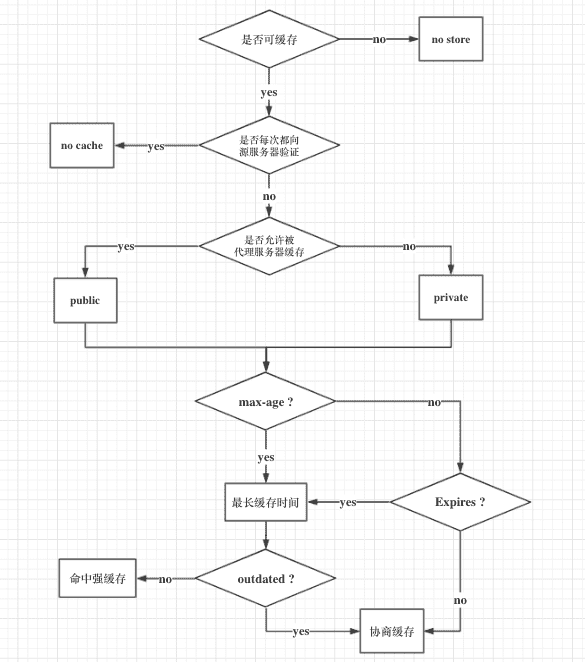 是否可缓存
no
no store
yes
是否每次都向
源服务器验证
yes
no cache
no
是否允许被
代理服务器缓存
yes
no
public
private
max-age ?
no
yes
最长缓存时间
yes
Expires ?
outdated ?
no
命中强缓存
no
yes
协商缓存